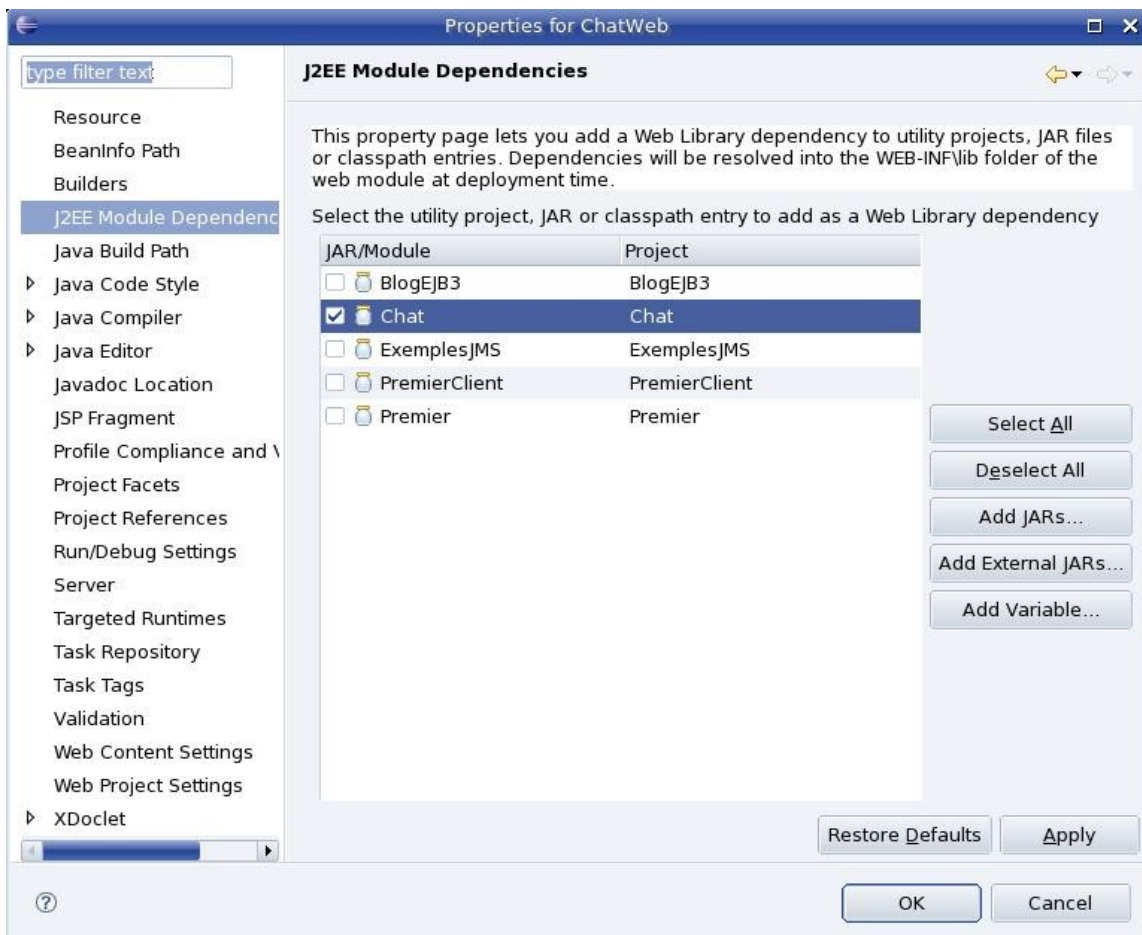 Properties for ChatWeb
type filter text
Resource
BeanInfo Path
Builders
J2EE Module Dependenc
Java Build Path
Java Code Style
Java Compiler
Java Editor
Javadoc Location
JSP Fragment
Profile Compliance and V
Project Facets
Project References
Run/Debug Settings
Server
Targeted Runtimes
Task Repository
Task Tags
Validation
Web Content Settings
Web Project Settings
XDoclet
J2EE Module Dependencies
This property page lets you add a Web Library dependency to utility projects, JAR files
or classpath entries. Dependencies will be resolved into the WEB-INF\lib folder of the
web module at deployment time.
Select the utility project, JAR or classpath entry to add as a Web Library dependency
JAR/Module Project
BlogEJB3 BlogEJB3
Chat Chat
ExemplesJMS ExemplesJMS
PremierClient PremierClient
Premier Premier
Select All
Deselect All
Add JARs...
Add External JARs...
Add Variable...
Restore Defaults Apply
? OK Cancel